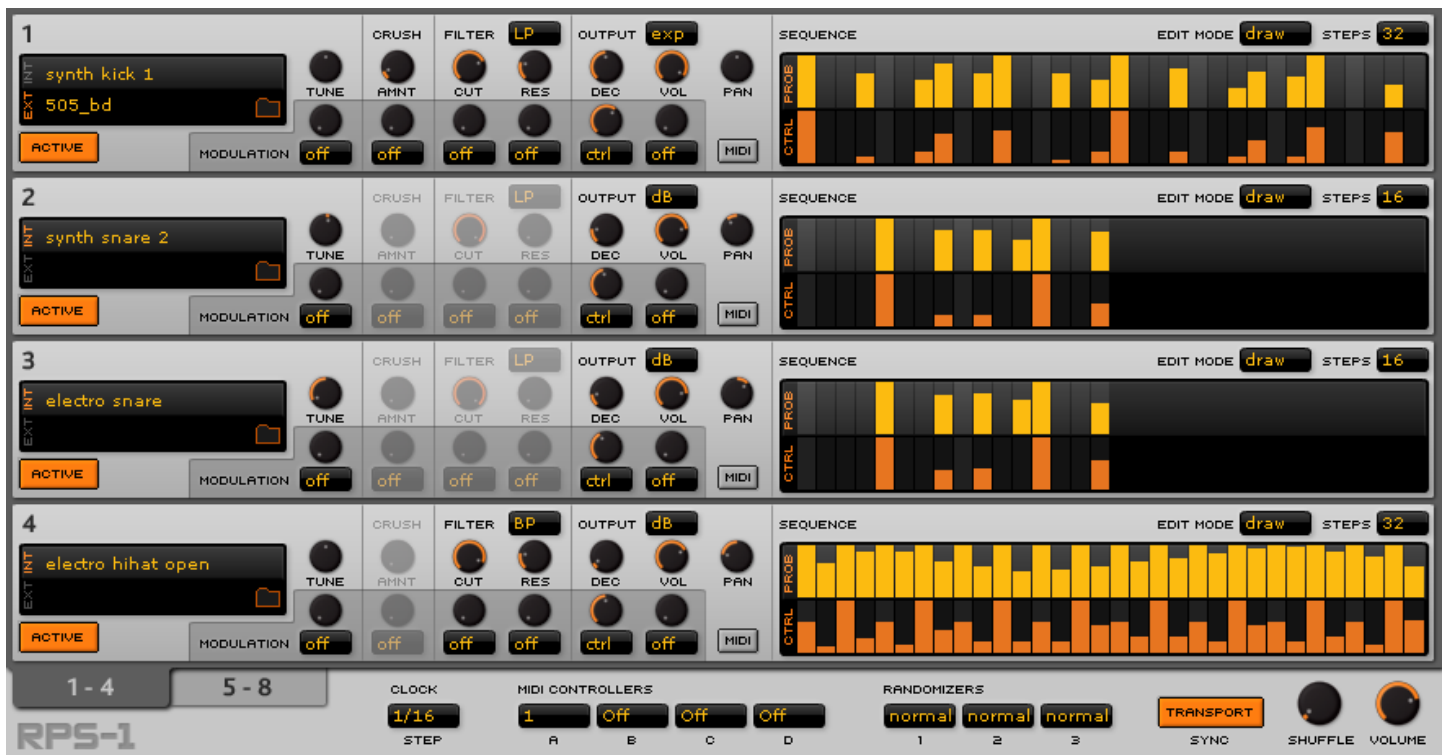 1 CRUSH FILTER LP OUTPUT exp SEQUENCE EDIT MODE draw STEPS 32
INT synth kick 1
EXT 505_bd
TUNE AMNT CUT RES DEC VOL PAN
PROB
CTRL
ACTIVE MODULATION off off off off ctrl off MIDI
2 CRUSH FILTER LP OUTPUT dB SEQUENCE EDIT MODE draw STEPS 16
INT synth snare 2
EXT
TUNE AMNT CUT RES DEC VOL PAN
PROB
CTRL
ACTIVE MODULATION off off off off ctrl off MIDI
3 CRUSH FILTER LP OUTPUT dB SEQUENCE EDIT MODE draw STEPS 16
INT electro snare
EXT
TUNE AMNT CUT RES DEC VOL PAN
PROB
CTRL
ACTIVE MODULATION off off off off ctrl off MIDI
4 CRUSH FILTER BP OUTPUT dB SEQUENCE EDIT MODE draw STEPS 32
INT electro hihat open
EXT
TUNE AMNT CUT RES DEC VOL PAN
PROB
CTRL
ACTIVE MODULATION off off off off ctrl off MIDI
1 - 4 5 - 8
CLOCK MIDI CONTROLLERS RANDOMIZERS
1/16 1 Off Off Off normal normal normal TRANSPORT
RPS-1 STEP A B C D 1 2 3 SYNC SHUFFLE VOLUME